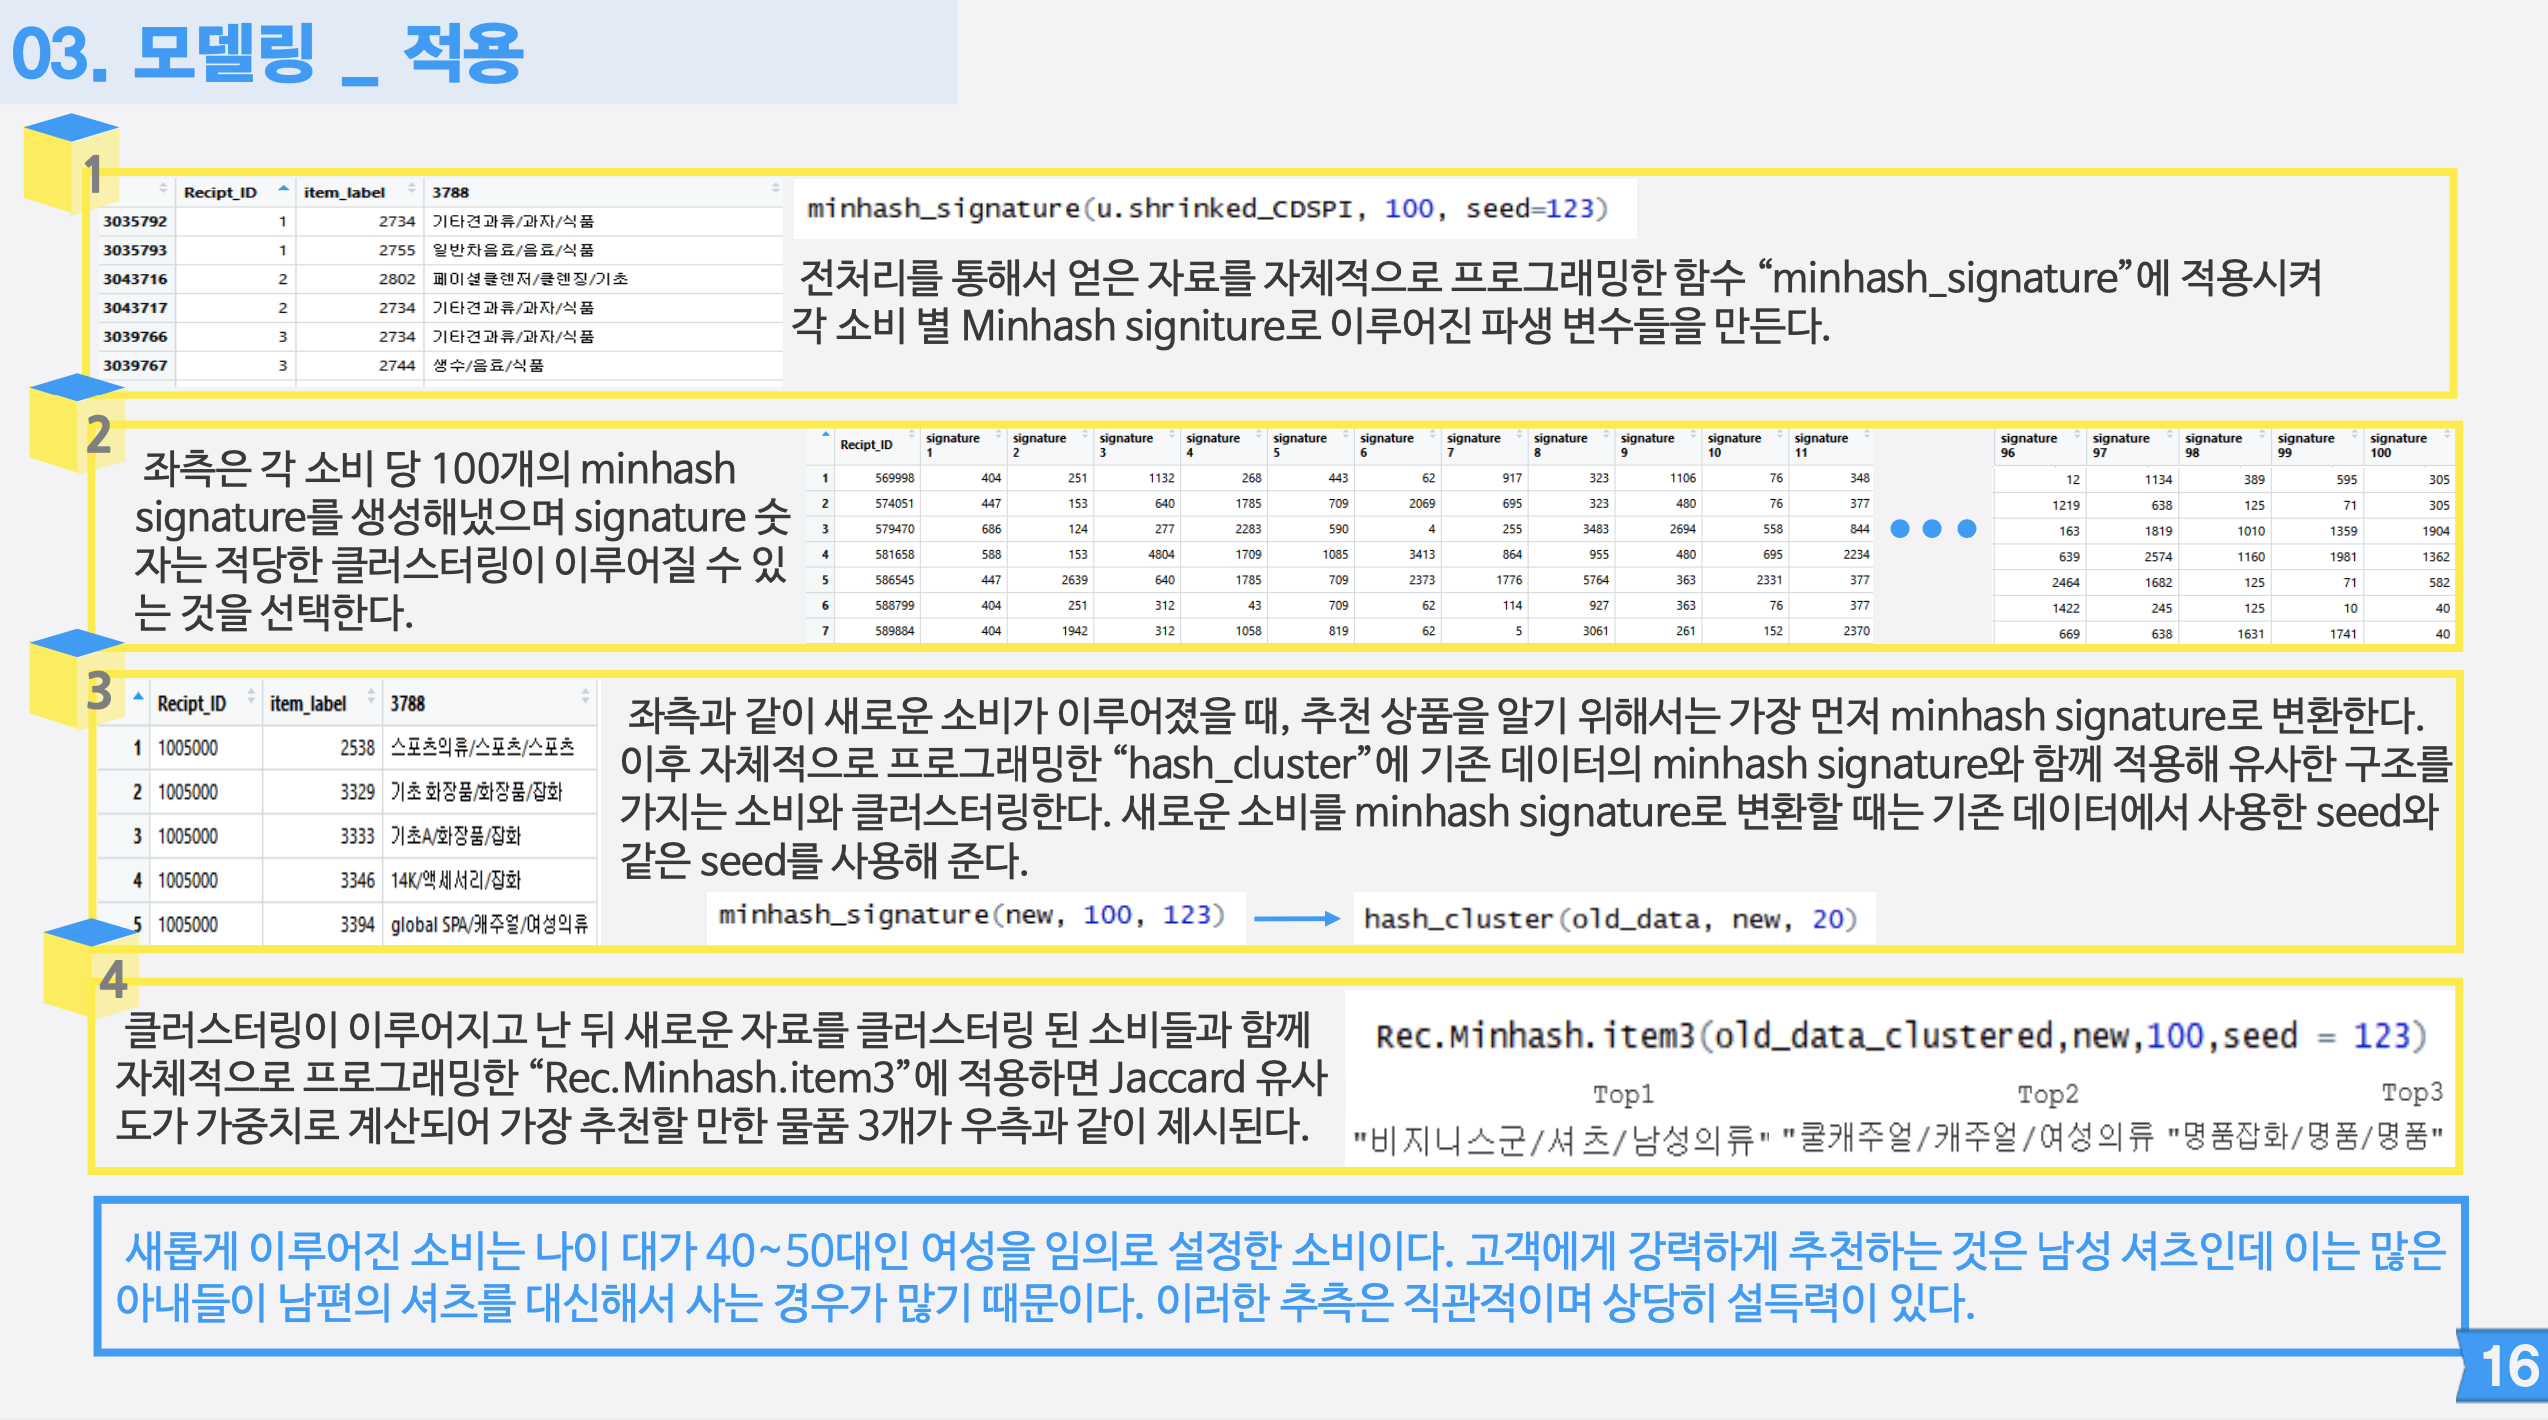 03. 모델링 _ 적용
1
Recipt_ID item_label 3788
3035792 1 2734 기타견과류/과자/식품
3035793 1 2755 일반차음료/음료/식품
3043716 2 2802 페이셜클렌저/클렌징/기초
3043717 2 2734 기타견과류/과자/식품
3039766 3 2734 기타견과류/과자/식품
3039767 3 2744 생수/음료/식품
minhash_signature(u.shrinked_CDSPI, 100, seed=123)
전처리를 통해서 얻은 자료를 자체적으로 프로그래밍한 함수 “minhash_signature”에 적용시켜
각 소비 별 Minhash signiture로 이루어진 파생 변수들을 만든다.
2
좌측은 각 소비 당 100개의 minhash
signature를 생성해냈으며 signature 숫
자는 적당한 클러스터링이 이루어질 수 있
는 것을 선택한다.
Recipt_ID signature 1 signature 2 signature 3 signature 4 signature 5 signature 6 signature 7 signature 8 signature 9 signature 10 signature 11 signature 96 signature 97 signature 98 signature 99 signature 100
1 569998 404 251 1132 268 443 62 917 323 1106 76 348 12 1134 389 595 305
2 574051 447 153 640 1785 709 2069 695 323 480 76 377 1219 638 125 71 305
3 579470 686 124 277 2283 590 4 255 3483 2694 558 844 ••• 163 1819 1010 1359 1904
4 581658 588 153 4804 1709 1085 3413 864 955 480 695 2234 639 2574 1160 1981 1362
5 586545 447 2639 640 1785 709 2373 1776 5764 363 2331 377 2464 1682 125 71 582
6 588799 404 251 312 43 709 62 114 927 363 76 377 1422 245 125 10 40
7 589884 404 1942 312 1058 819 62 5 3061 261 152 2370 669 638 1631 1741 40
3
Recipt_ID item_label 3788
1 1005000 2538 스포츠의류/스포츠/스포츠
2 1005000 3329 기초 화장품/화장품/잡화
3 1005000 3333 기초A/화장품/잡화
4 1005000 3346 14K/액세서리/잡화
5 1005000 3394 global SPA/캐주얼/여성의류
좌측과 같이 새로운 소비가 이루어졌을 때, 추천 상품을 알기 위해서는 가장 먼저 minhash signature로 변환한다.
이후 자체적으로 프로그래밍한 “hash_cluster”에 기존 데이터의 minhash signature와 함께 적용해 유사한 구조를
가지는 소비와 클러스터링한다. 새로운 소비를 minhash signature로 변환할 때는 기존 데이터에서 사용한 seed와
같은 seed를 사용해 준다.
minhash_signature(new, 100, 123) → hash_cluster(old_data, new, 20)
4
클러스터링이 이루어지고 난 뒤 새로운 자료를 클러스터링 된 소비들과 함께
자체적으로 프로그래밍한 “Rec.Minhash.item3”에 적용하면 Jaccard 유사
도가 가중치로 계산되어 가장 추천할 만한 물품 3개가 우측과 같이 제시된다.
Rec.Minhash.item3(old_data_clustered,new,100,seed = 123)
Top1 Top2 Top3
"비지니스군/셔츠/남성의류" "쿨캐주얼/캐주얼/여성의류 "명품잡화/명품/명품"
새롭게 이루어진 소비는 나이 대가 40~50대인 여성을 임의로 설정한 소비이다. 고객에게 강력하게 추천하는 것은 남성 셔츠인데 이는 많은
아내들이 남편의 셔츠를 대신해서 사는 경우가 많기 때문이다. 이러한 추측은 직관적이며 상당히 설득력이 있다.
16